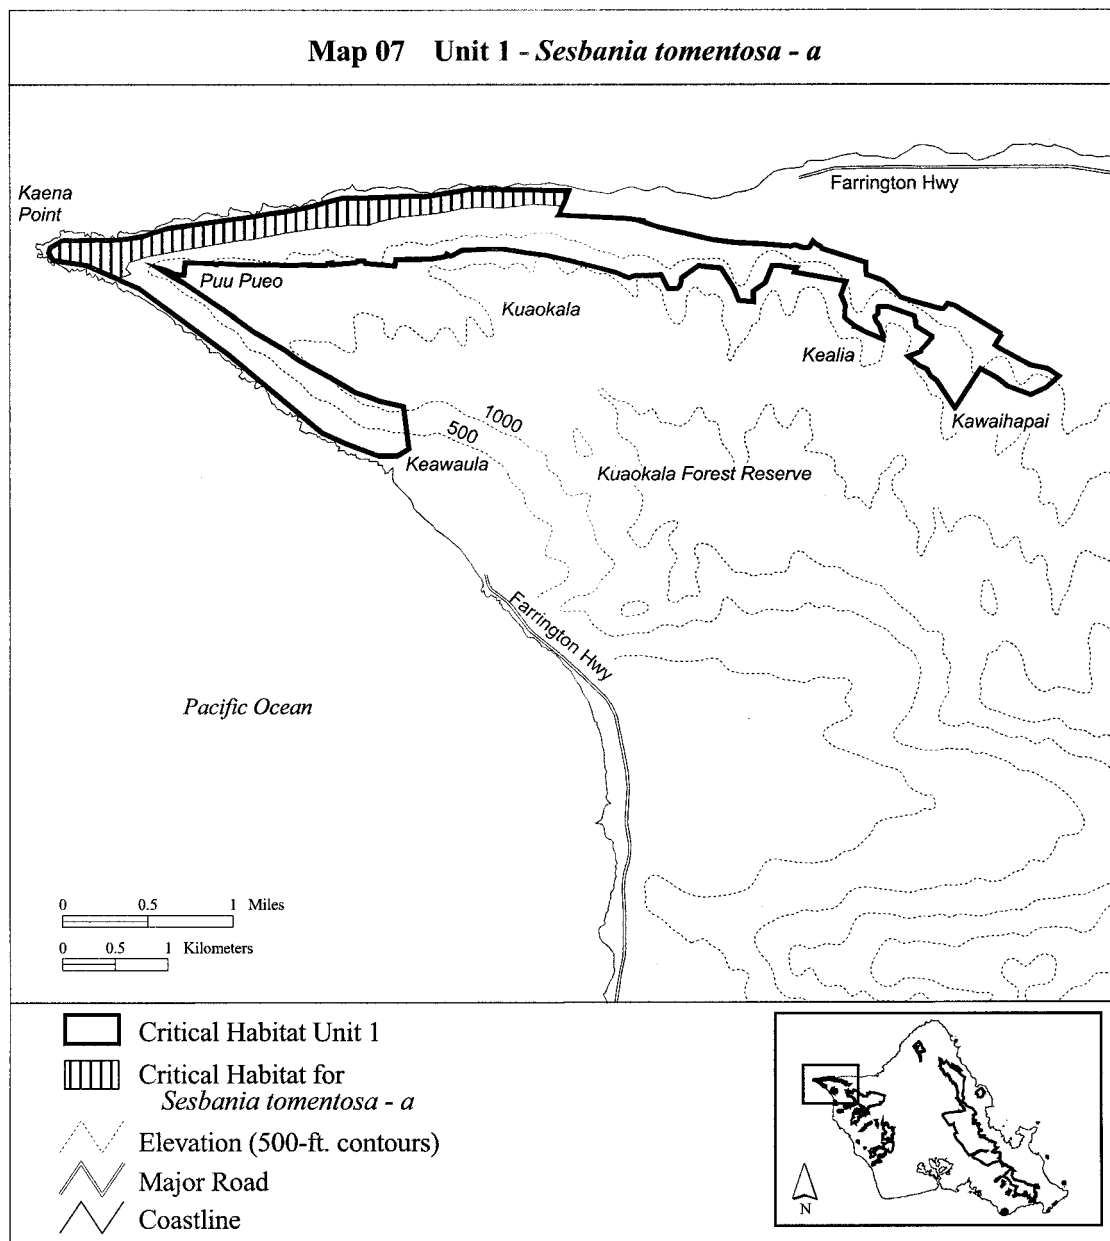 Map 07 Unit 1 - Sesbania tomentosa - a
Kaena
Point
Farrington Hwy
Puu Pueo
Kuaokala
Kealia
Kawaihapai
1000
500
Keawaula
Kuaokala Forest Reserve
Farrington Hwy
Pacific Ocean
0 0.5 1 Miles
0 0.5 1 Kilometers
Critical Habitat Unit 1
Critical Habitat for
Sesbania tomentosa - a
Elevation (500-ft. contours)
Major Road
Coastline
N